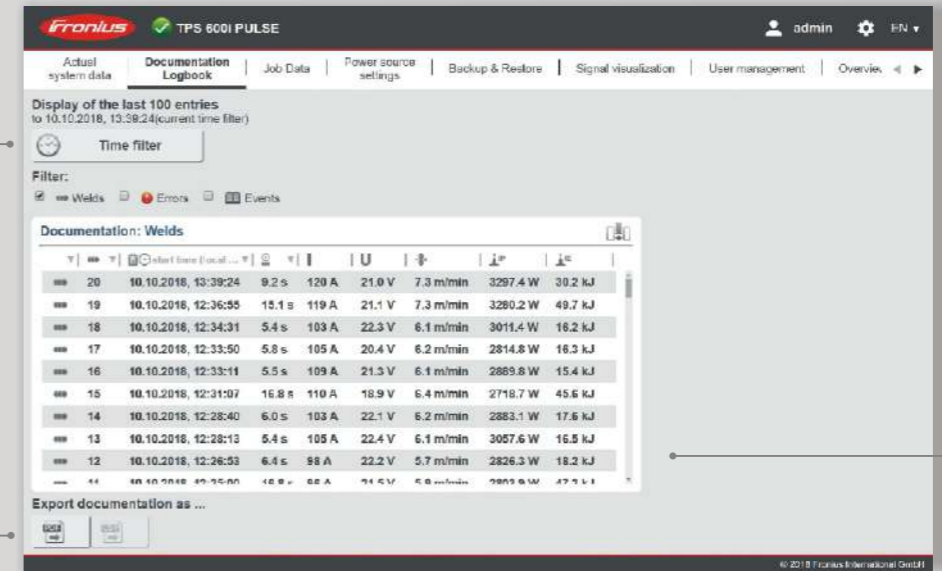 Fronius TPS 600i PULSE admin EN
Actual system data Documentation Logbook Job Data Power source settings Backup & Restore Signal visualization User management Overview
Display of the last 100 entries
to 10.10.2018, 13:39:24(current time filter)
Time filter
Filter:
Welds Errors Events
Documentation: Welds
start time (local ...
I U
20 10.10.2018, 13:39:24 9.2 s 120 A 21.0 V 7.3 m/min 3297.4 W 30.2 kJ
19 10.10.2018, 12:36:55 15.1 s 119 A 21.1 V 7.3 m/min 3280.2 W 49.7 kJ
18 10.10.2018, 12:34:31 5.4 s 103 A 22.3 V 6.1 m/min 3011.4 W 16.2 kJ
17 10.10.2018, 12:33:50 5.8 s 105 A 20.4 V 6.2 m/min 2814.8 W 16.3 kJ
16 10.10.2018, 12:33:11 5.5 s 109 A 21.3 V 6.1 m/min 2889.8 W 15.4 kJ
15 10.10.2018, 12:31:07 16.8 s 110 A 18.9 V 6.4 m/min 2718.7 W 45.6 kJ
14 10.10.2018, 12:28:40 6.0 s 103 A 22.1 V 6.2 m/min 2883.1 W 17.6 kJ
13 10.10.2018, 12:28:13 5.4 s 105 A 22.4 V 6.1 m/min 3057.6 W 16.5 kJ
12 10.10.2018, 12:26:53 6.4 s 98 A 22.2 V 5.7 m/min 2826.3 W 18.2 kJ
Export documentation as ...
© 2018 Fronius International GmbH